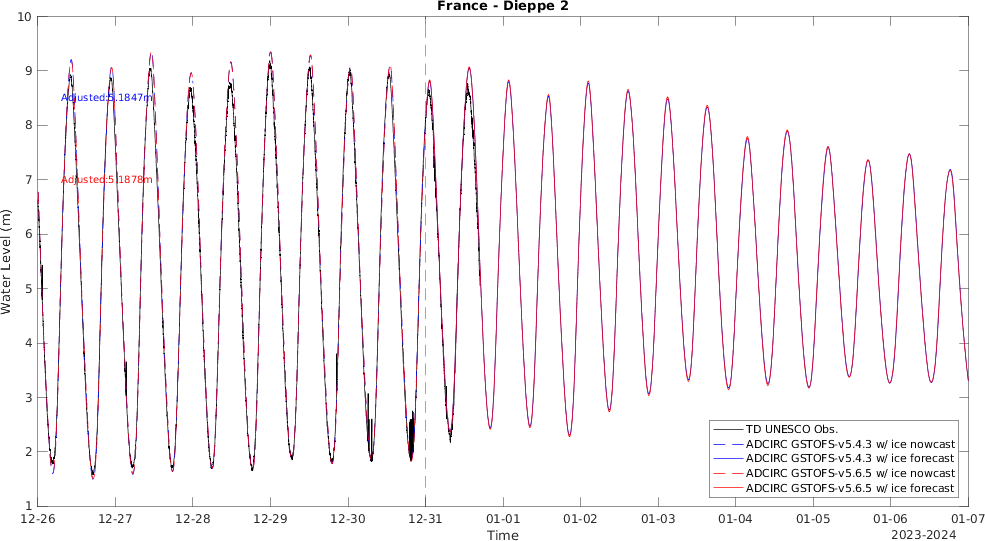 France - Dieppe 2
10
9
8
7
6
5
4
3
2
1
Water Level (m)
Adjusted:5.1847m
Adjusted:5.1878m
TD UNESCO Obs.
ADCIRC GSTOFS-v5.4.3 w/ ice nowcast
ADCIRC GSTOFS-v5.4.3 w/ ice forecast
ADCIRC GSTOFS-v5.6.5 w/ ice nowcast
ADCIRC GSTOFS-v5.6.5 w/ ice forecast
12-26 12-27 12-28 12-29 12-30 12-31 01-01 01-02 01-03 01-04 01-05 01-06 01-07
Time
2023-2024